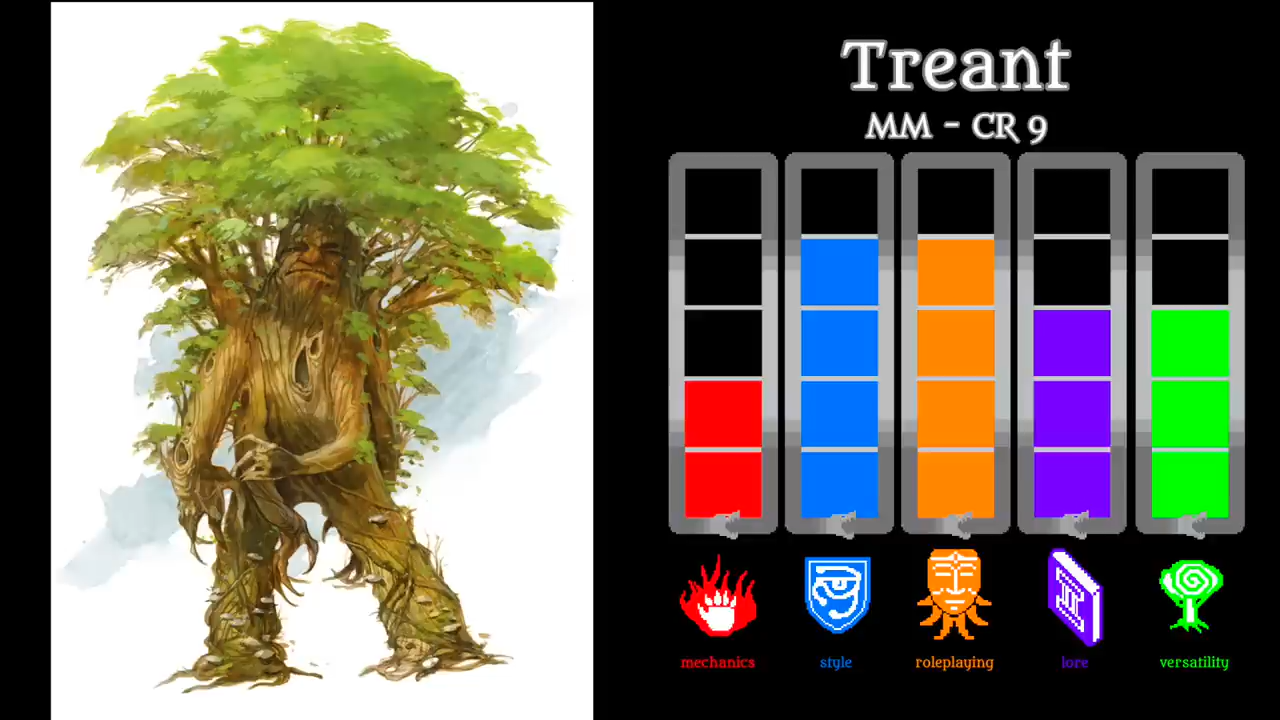 Treant
MM - CR 9
mechanics
style
roleplaying
lore
versatility